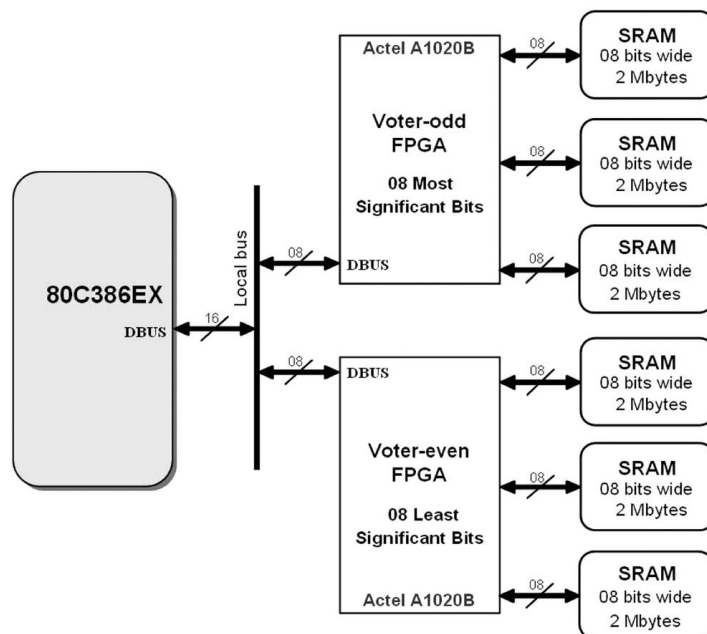 80C386EX
DBUS
16
Local bus
08
08
Actel A1020B
Voter-odd
FPGA
08 Most
Significant Bits
DBUS
08
08
08
SRAM
08 bits wide
2 Mbytes
SRAM
08 bits wide
2 Mbytes
SRAM
08 bits wide
2 Mbytes
DBUS
Voter-even
FPGA
08 Least
Significant Bits
Actel A1020B
08
08
08
SRAM
08 bits wide
2 Mbytes
SRAM
08 bits wide
2 Mbytes
SRAM
08 bits wide
2 Mbytes